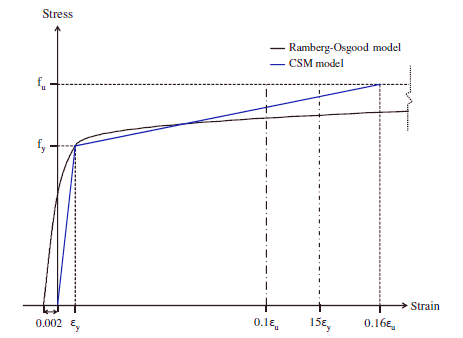 Stress
Ramberg-Osgood model
CSM model
fu
fy
Strain
0.002 εy 0.1εu 15εy 0.16εu